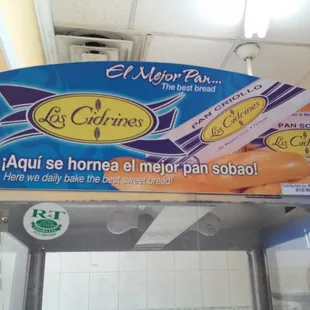 El Mejor Pan...
The best bread
Los Cidrines
PAN CRIOLLO
Los Cidrines
PAN SO
Los Cidrines
¡Aquí se hornea el mejor pan sobao!
Here we daily bake the best sweet bread!
R&T